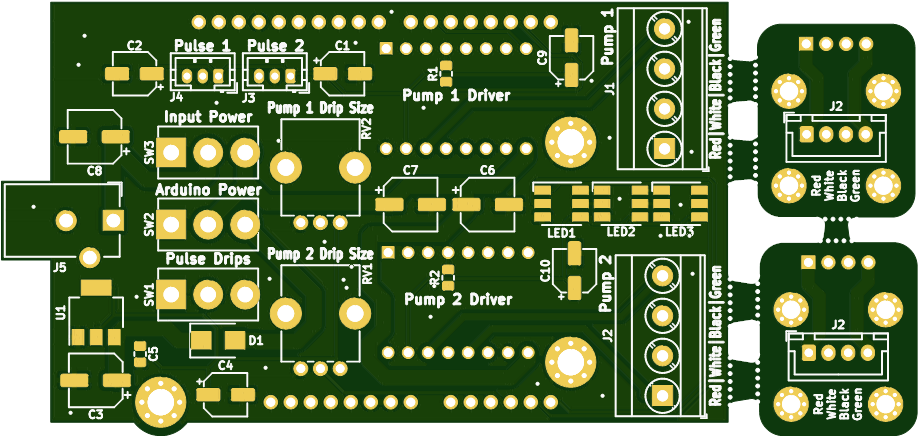 Pulse 1
Pulse 2
C2
C1
C9
Pump 1
Red|White|Black|Green
J4
J3
R1
J1
Pump 1 Driver
Input Power
Pump 1 Drip Size
RV2
SW3
C8
J2
Red
White
Black
Green
Arduino Power
C7
C6
SW2
LED1
LED2
LED3
J5
Pulse Drips
Pump 2 Drip Size
RV1
R2
C10
Pump 2
Red|White|Black|Green
SW1
Pump 2 Driver
U1
D1
J2
J2
C5
C4
C3
Red
White
Black
Green